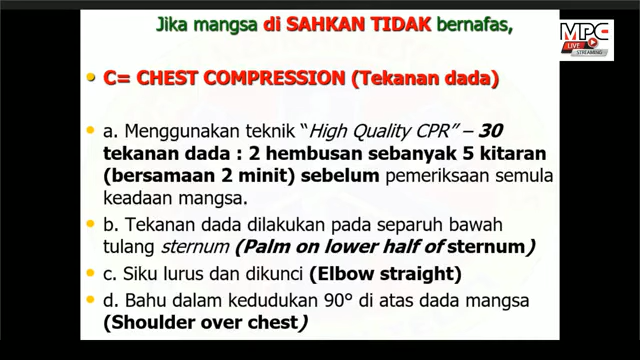 Jika mangsa di SAHKAN TIDAK bernafas,
MPC
LIVE
STREAMING
• C= CHEST COMPRESSION (Tekanan dada)
• a. Menggunakan teknik “High Quality CPR” – 30
tekanan dada : 2 hembusan sebanyak 5 kitaran
(bersamaan 2 minit) sebelum pemeriksaan semula
keadaan mangsa.
• b. Tekanan dada dilakukan pada separuh bawah
tulang sternum (Palm on lower half of sternum)
• c. Siku lurus dan dikunci (Elbow straight)
• d. Bahu dalam kedudukan 90° di atas dada mangsa
(Shoulder over chest)